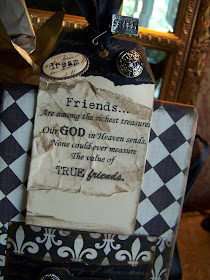 dream
Friends...
Are among the richest treasures
Our GOD in Heaven sends.
None could ever measure
The value of
TRUE friends.